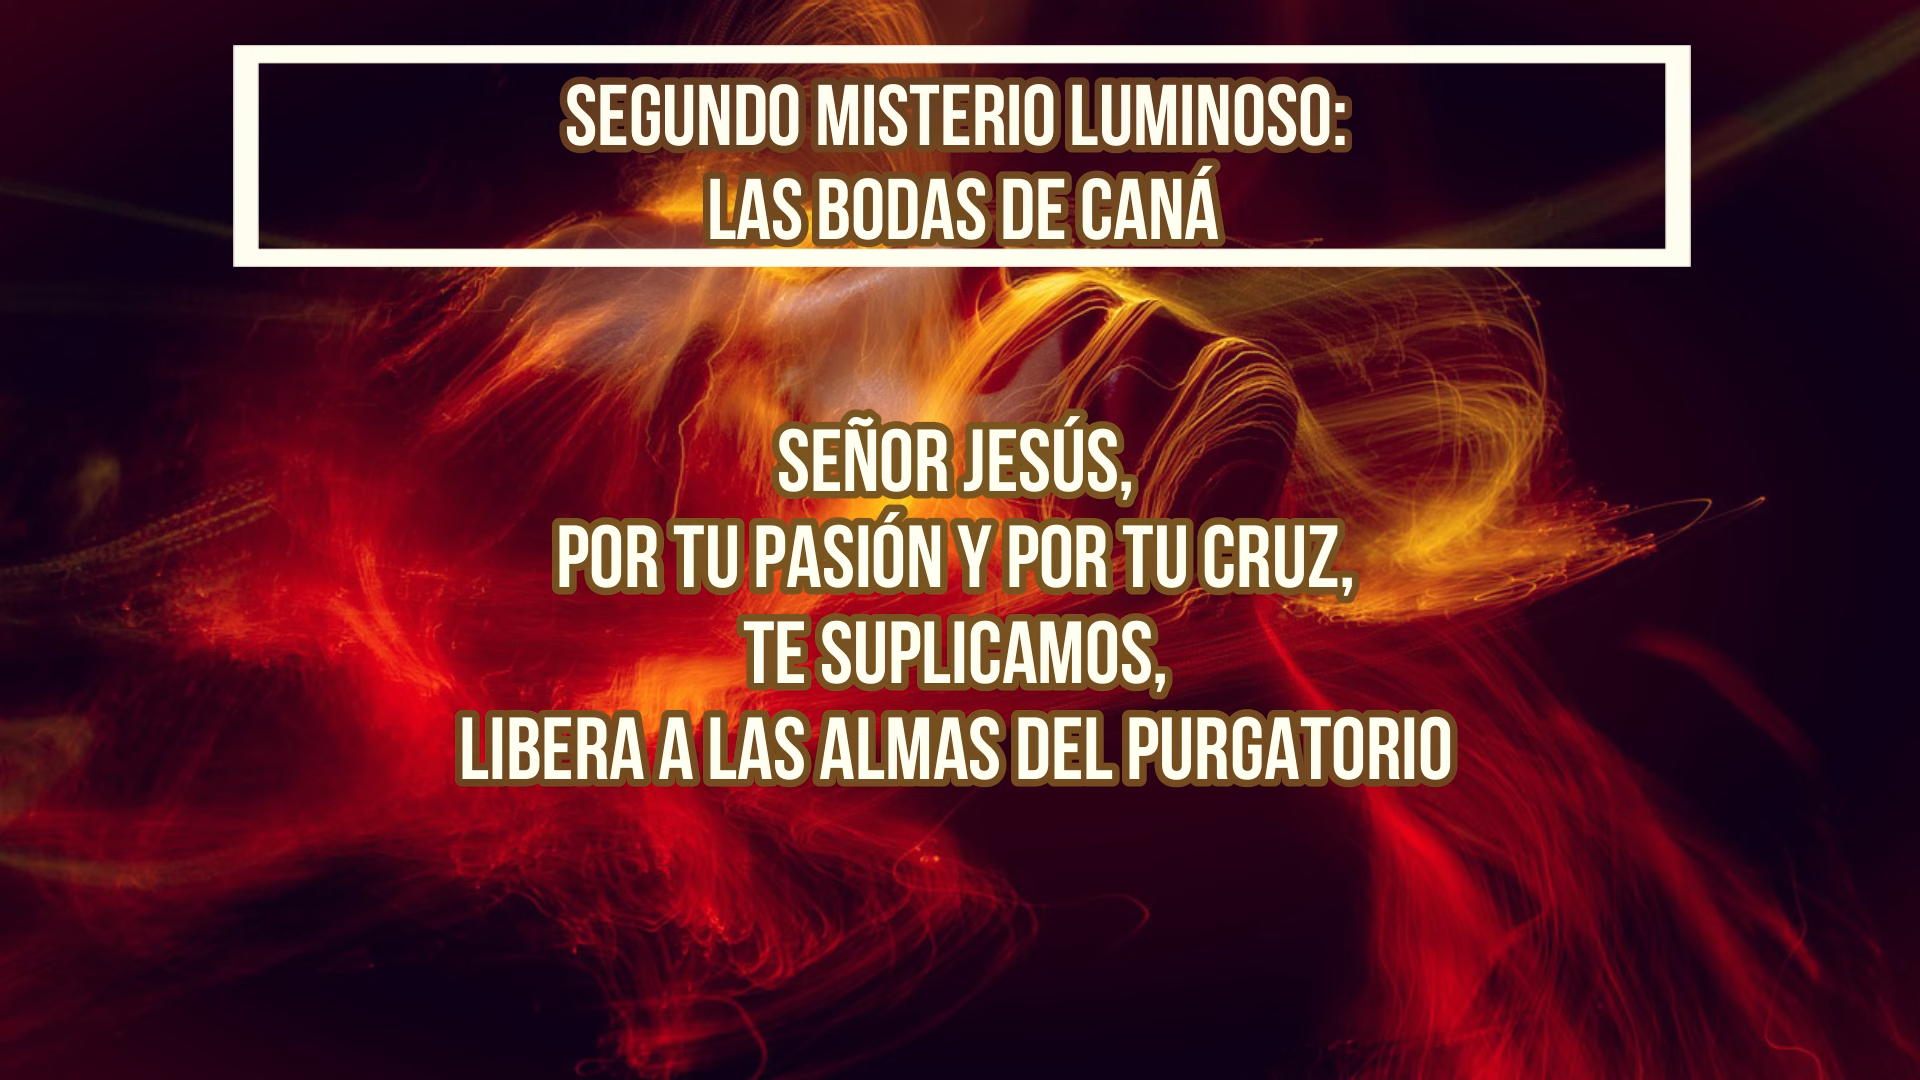 SEGUNDO MISTERIO LUMINOSO:
LAS BODAS DE CANÁ
SEÑOR JESÚS,
POR TU PASIÓN Y POR TU CRUZ,
TE SUPLICAMOS,
LIBERA A LAS ALMAS DEL PURGATORIO